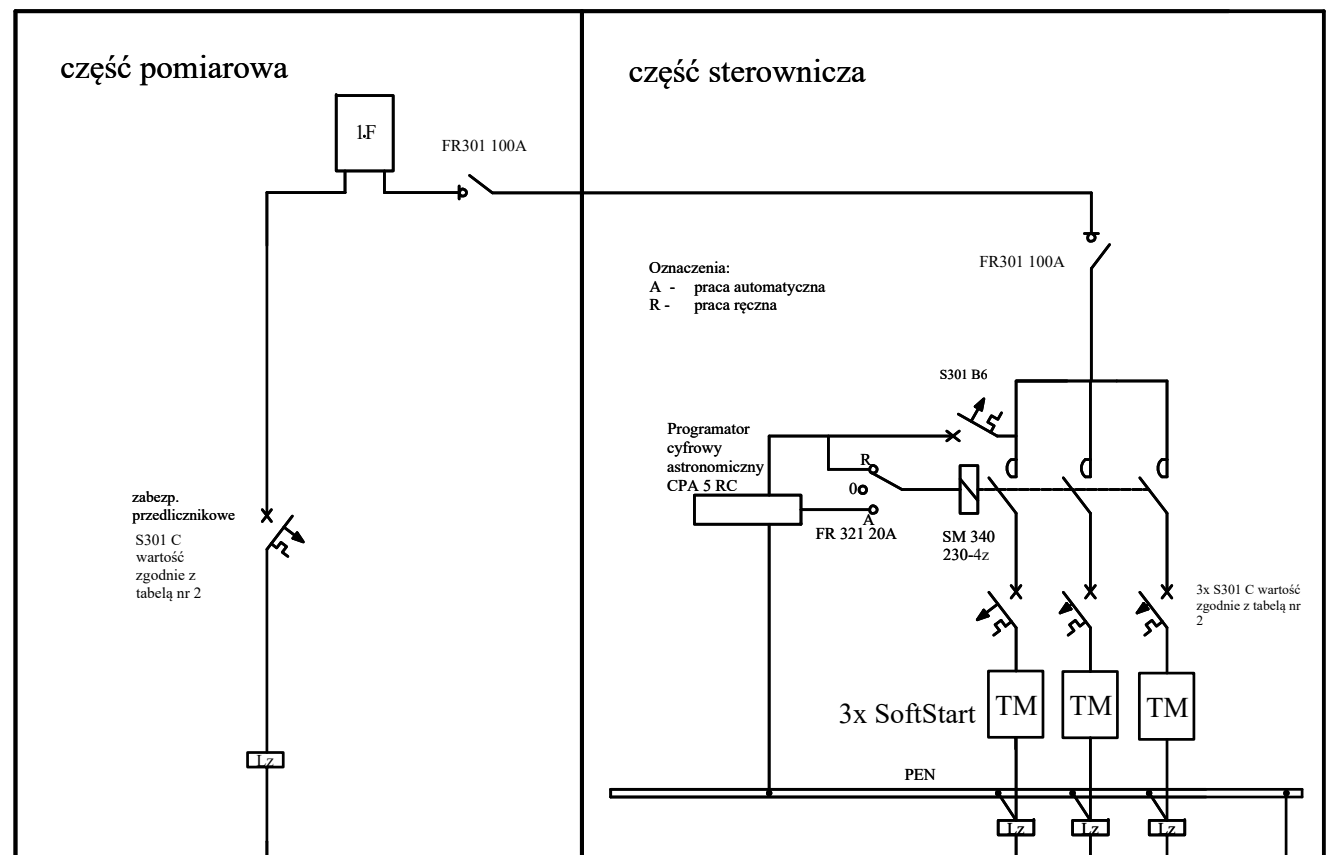 część pomiarowa
część sterownicza
1.F
FR301 100A
Oznaczenia:
A - praca automatyczna
R - praca ręczna
FR301 100A
S301 B6
Programator
cyfrowy
astronomiczny
CPA 5 RC
R
0
A
FR 321 20A
SM 340
230-4z
zabezp.
przedlicznikowe
S301 C
wartość
zgodnie z
tabelą nr 2
3x S301 C wartość
zgodnie z tabelą nr
2
3x SoftStart
TM
TM
TM
PEN
Lz
Lz
Lz
Lz